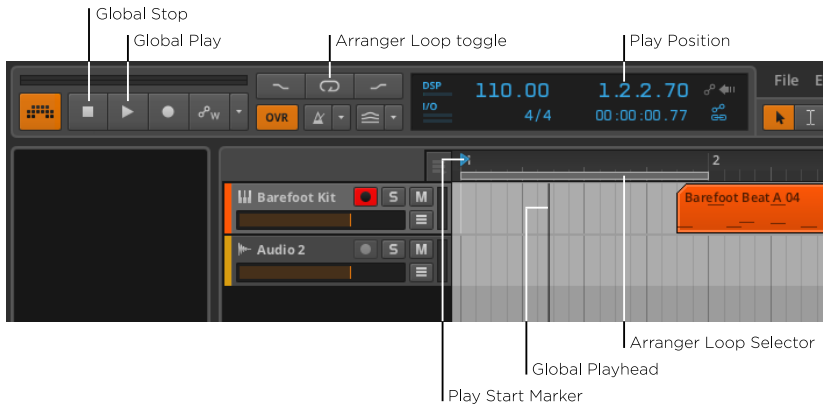 Global Stop
Global Play
Arranger Loop toggle
Play Position
DSP
110.00
1.2.2.70
File
I/O
4/4
00:00:00.77
W
OVR
2
Barefoot Kit
S
M
Barefoot Beat A 04
Audio 2
S
M
Arranger Loop Selector
Global Playhead
Play Start Marker